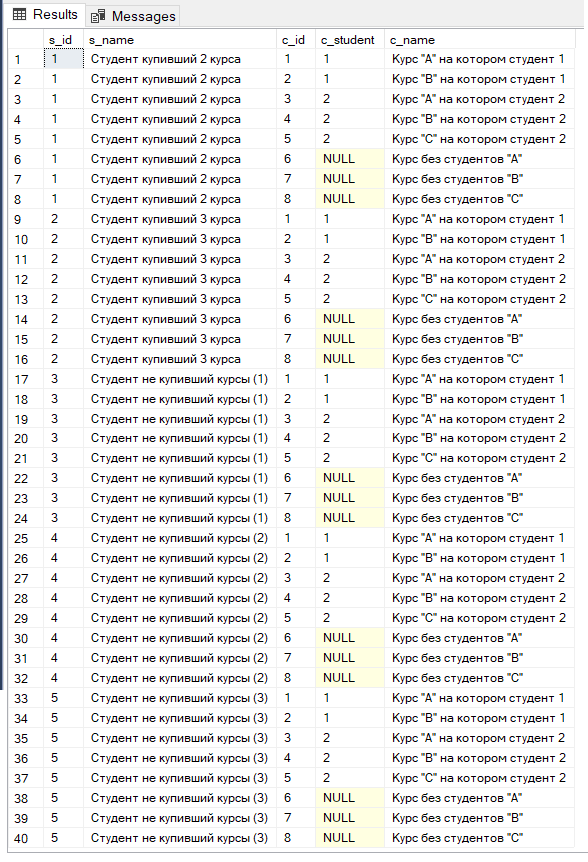 Results Messages
s_id s_name c_id c_student c_name
1 1 Студент купивший 2 курса 1 1 Курс "A" на котором студент 1
2 1 Студент купивший 2 курса 2 1 Курс "B" на котором студент 1
3 1 Студент купивший 2 курса 3 2 Курс "A" на котором студент 2
4 1 Студент купивший 2 курса 4 2 Курс "B" на котором студент 2
5 1 Студент купивший 2 курса 5 2 Курс "C" на котором студент 2
6 1 Студент купивший 2 курса 6 NULL Курс без студентов "A"
7 1 Студент купивший 2 курса 7 NULL Курс без студентов "B"
8 1 Студент купивший 2 курса 8 NULL Курс без студентов "C"
9 2 Студент купивший 3 курса 1 1 Курс "A" на котором студент 1
10 2 Студент купивший 3 курса 2 1 Курс "B" на котором студент 1
11 2 Студент купивший 3 курса 3 2 Курс "A" на котором студент 2
12 2 Студент купивший 3 курса 4 2 Курс "B" на котором студент 2
13 2 Студент купивший 3 курса 5 2 Курс "C" на котором студент 2
14 2 Студент купивший 3 курса 6 NULL Курс без студентов "A"
15 2 Студент купивший 3 курса 7 NULL Курс без студентов "B"
16 2 Студент купивший 3 курса 8 NULL Курс без студентов "C"
17 3 Студент не купивший курсы (1) 1 1 Курс "A" на котором студент 1
18 3 Студент не купивший курсы (1) 2 1 Курс "B" на котором студент 1
19 3 Студент не купивший курсы (1) 3 2 Курс "A" на котором студент 2
20 3 Студент не купивший курсы (1) 4 2 Курс "B" на котором студент 2
21 3 Студент не купивший курсы (1) 5 2 Курс "C" на котором студент 2
22 3 Студент не купивший курсы (1) 6 NULL Курс без студентов "A"
23 3 Студент не купивший курсы (1) 7 NULL Курс без студентов "B"
24 3 Студент не купивший курсы (1) 8 NULL Курс без студентов "C"
25 4 Студент не купивший курсы (2) 1 1 Курс "A" на котором студент 1
26 4 Студент не купивший курсы (2) 2 1 Курс "B" на котором студент 1
27 4 Студент не купивший курсы (2) 3 2 Курс "A" на котором студент 2
28 4 Студент не купивший курсы (2) 4 2 Курс "B" на котором студент 2
29 4 Студент не купивший курсы (2) 5 2 Курс "C" на котором студент 2
30 4 Студент не купивший курсы (2) 6 NULL Курс без студентов "A"
31 4 Студент не купивший курсы (2) 7 NULL Курс без студентов "B"
32 4 Студент не купивший курсы (2) 8 NULL Курс без студентов "C"
33 5 Студент не купивший курсы (3) 1 1 Курс "A" на котором студент 1
34 5 Студент не купивший курсы (3) 2 1 Курс "B" на котором студент 1
35 5 Студент не купивший курсы (3) 3 2 Курс "A" на котором студент 2
36 5 Студент не купивший курсы (3) 4 2 Курс "B" на котором студент 2
37 5 Студент не купивший курсы (3) 5 2 Курс "C" на котором студент 2
38 5 Студент не купивший курсы (3) 6 NULL Курс без студентов "A"
39 5 Студент не купивший курсы (3) 7 NULL Курс без студентов "B"
40 5 Студент не купивший курсы (3) 8 NULL Курс без студентов "C"